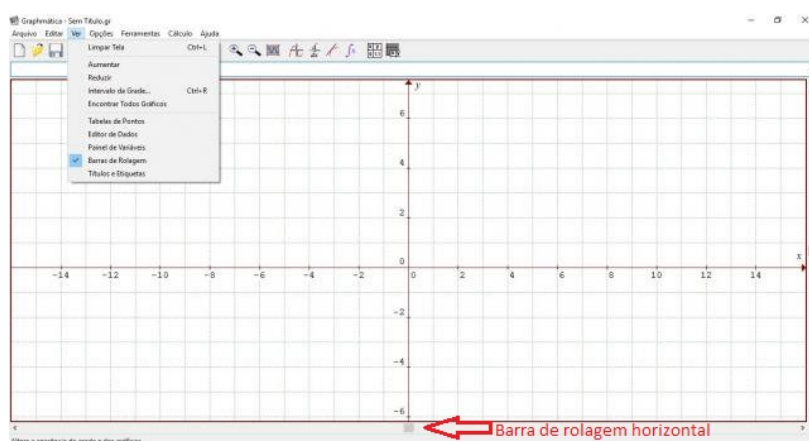 Graphmática - Sem Título.gr
Arquivo Editar Ver Opções Ferramentas Cálculo Ajuda
Limpar Tela Ctrl+L
Aumentar
Reduzir
Intervalo da Grade... Ctrl+R
Encontrar Todos Gráficos
Tabelas de Pontos
Editor de Dados
Painel de Variáveis
Barras de Rolagem
Títulos e Etiquetas
y
6
4
2
0
x
-14 -12 -10 -8 -6 -4 -2 0 2 4 6 8 10 12 14
-2
-4
-6
Barra de rolagem horizontal